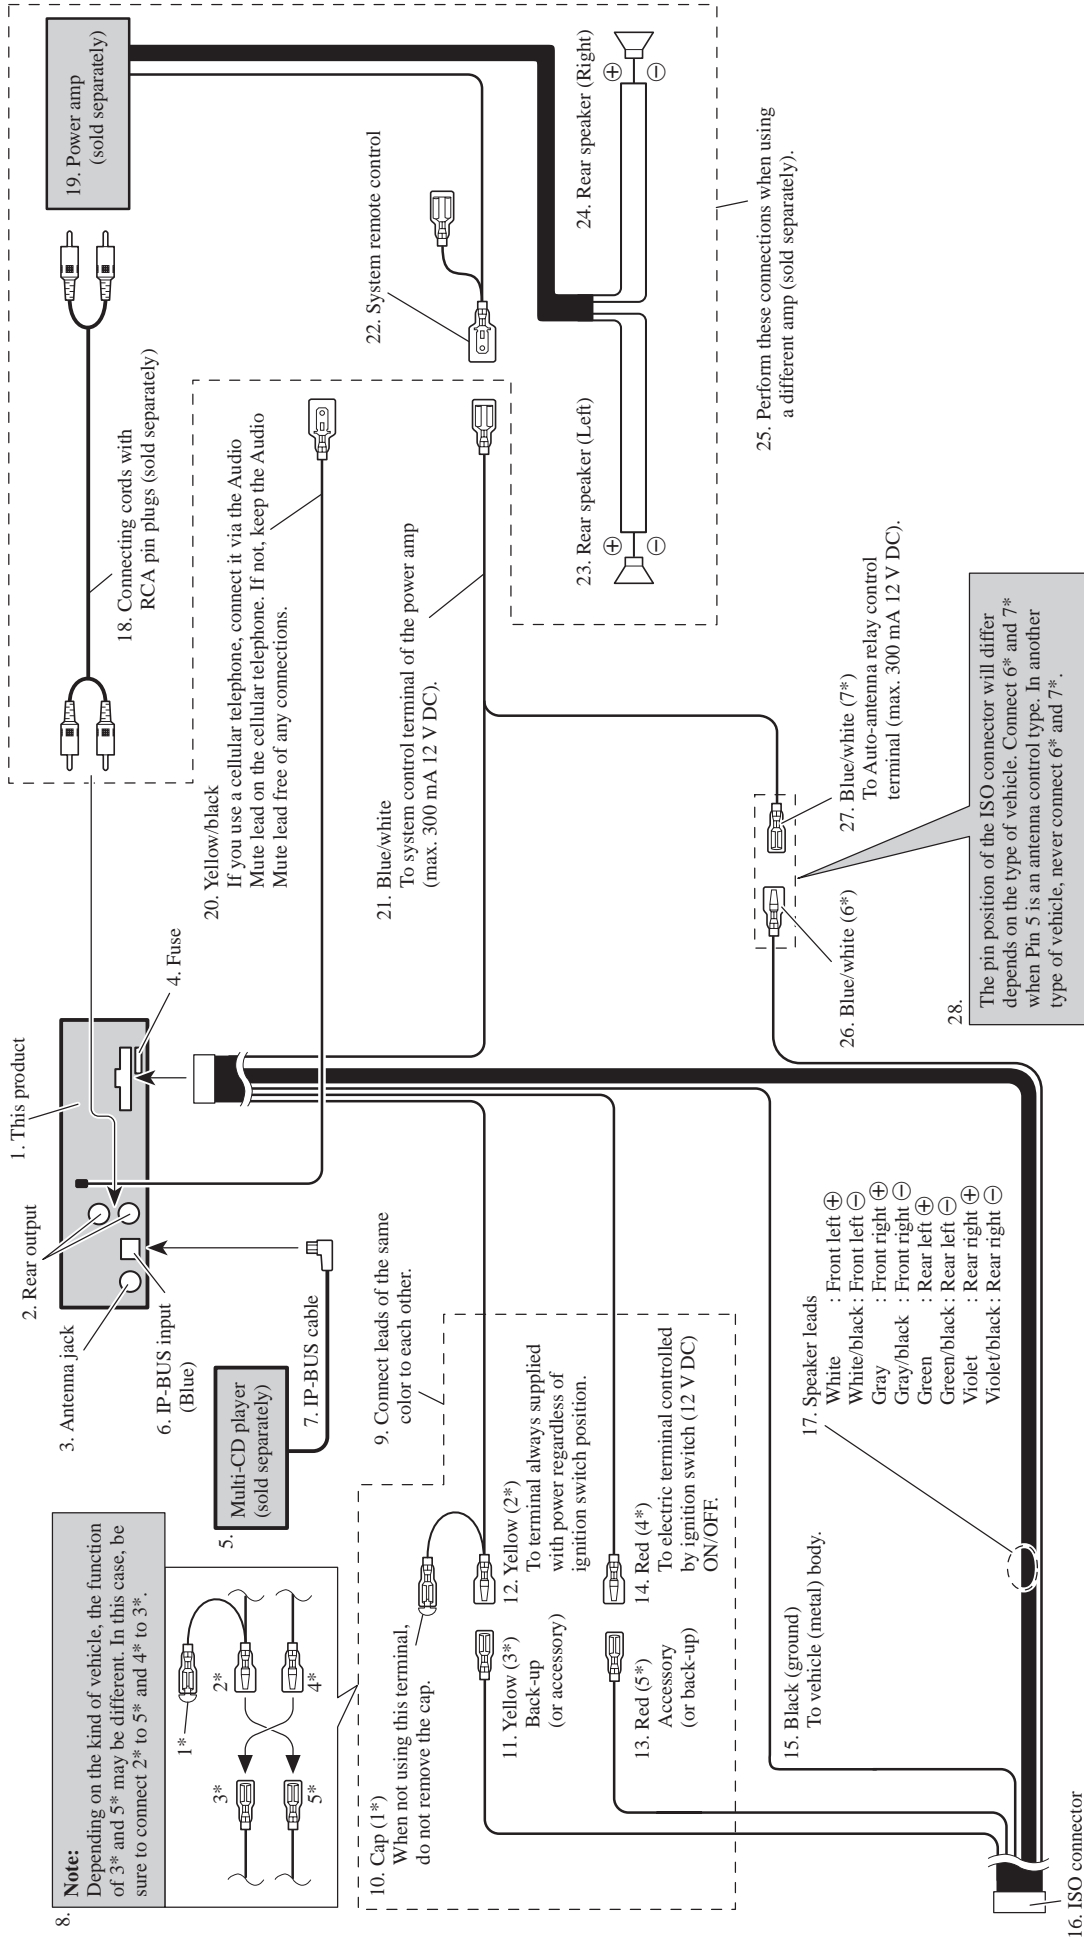 1. This product
2. Rear output
3. Antenna jack
4. Fuse
5.
Multi-CD player
(sold separately)
6. IP-BUS input
(Blue)
7. IP-BUS cable
8.
Note:
Depending on the kind of vehicle, the function
of 3* and 5* may be different. In this case, be
sure to connect 2* to 5* and 4* to 3*.
1*
3*
2*
5*
4*
9. Connect leads of the same
color to each other.
10. Cap (1*)
When not using this terminal,
do not remove the cap.
11. Yellow (3*)
Back-up
(or accessory)
12. Yellow (2*)
To terminal always supplied
with power regardless of
ignition switch position.
13. Red (5*)
Accessory
(or back-up)
14. Red (4*)
To electric terminal controlled
by ignition switch (12 V DC)
ON/OFF.
15. Black (ground)
To vehicle (metal) body.
16. ISO connector
17. Speaker leads
White : Front left ⊕
White/black : Front left ⊖
Gray : Front right ⊕
Gray/black : Front right ⊖
Green : Rear left ⊕
Green/black : Rear left ⊖
Violet : Rear right ⊕
Violet/black : Rear right ⊖
18. Connecting cords with
RCA pin plugs (sold separately)
19. Power amp
(sold separately)
20. Yellow/black
If you use a cellular telephone, connect it via the Audio
Mute lead on the cellular telephone. If not, keep the Audio
Mute lead free of any connections.
21. Blue/white
To system control terminal of the power amp
(max. 300 mA 12 V DC).
22. System remote control
23. Rear speaker (Left)
⊕
⊖
24. Rear speaker (Right)
⊕
⊖
25. Perform these connections when using
a different amp (sold separately).
26. Blue/white (6*)
27. Blue/white (7*)
To Auto-antenna relay control
terminal (max. 300 mA 12 V DC).
28.
The pin position of the ISO connector will differ
depends on the type of vehicle. Connect 6* and 7*
when Pin 5 is an antenna control type. In another
type of vehicle, never connect 6* and 7*.